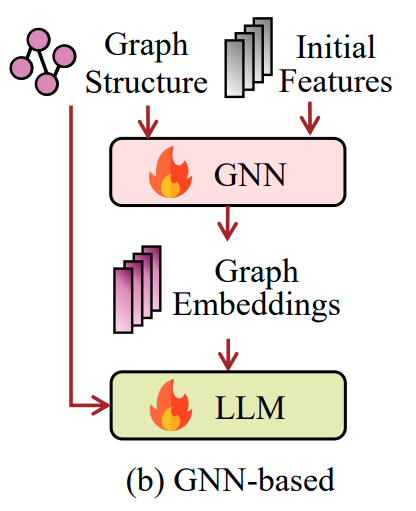 Graph
Structure
Initial
Features
GNN
Graph
Embeddings
LLM
(b) GNN-based